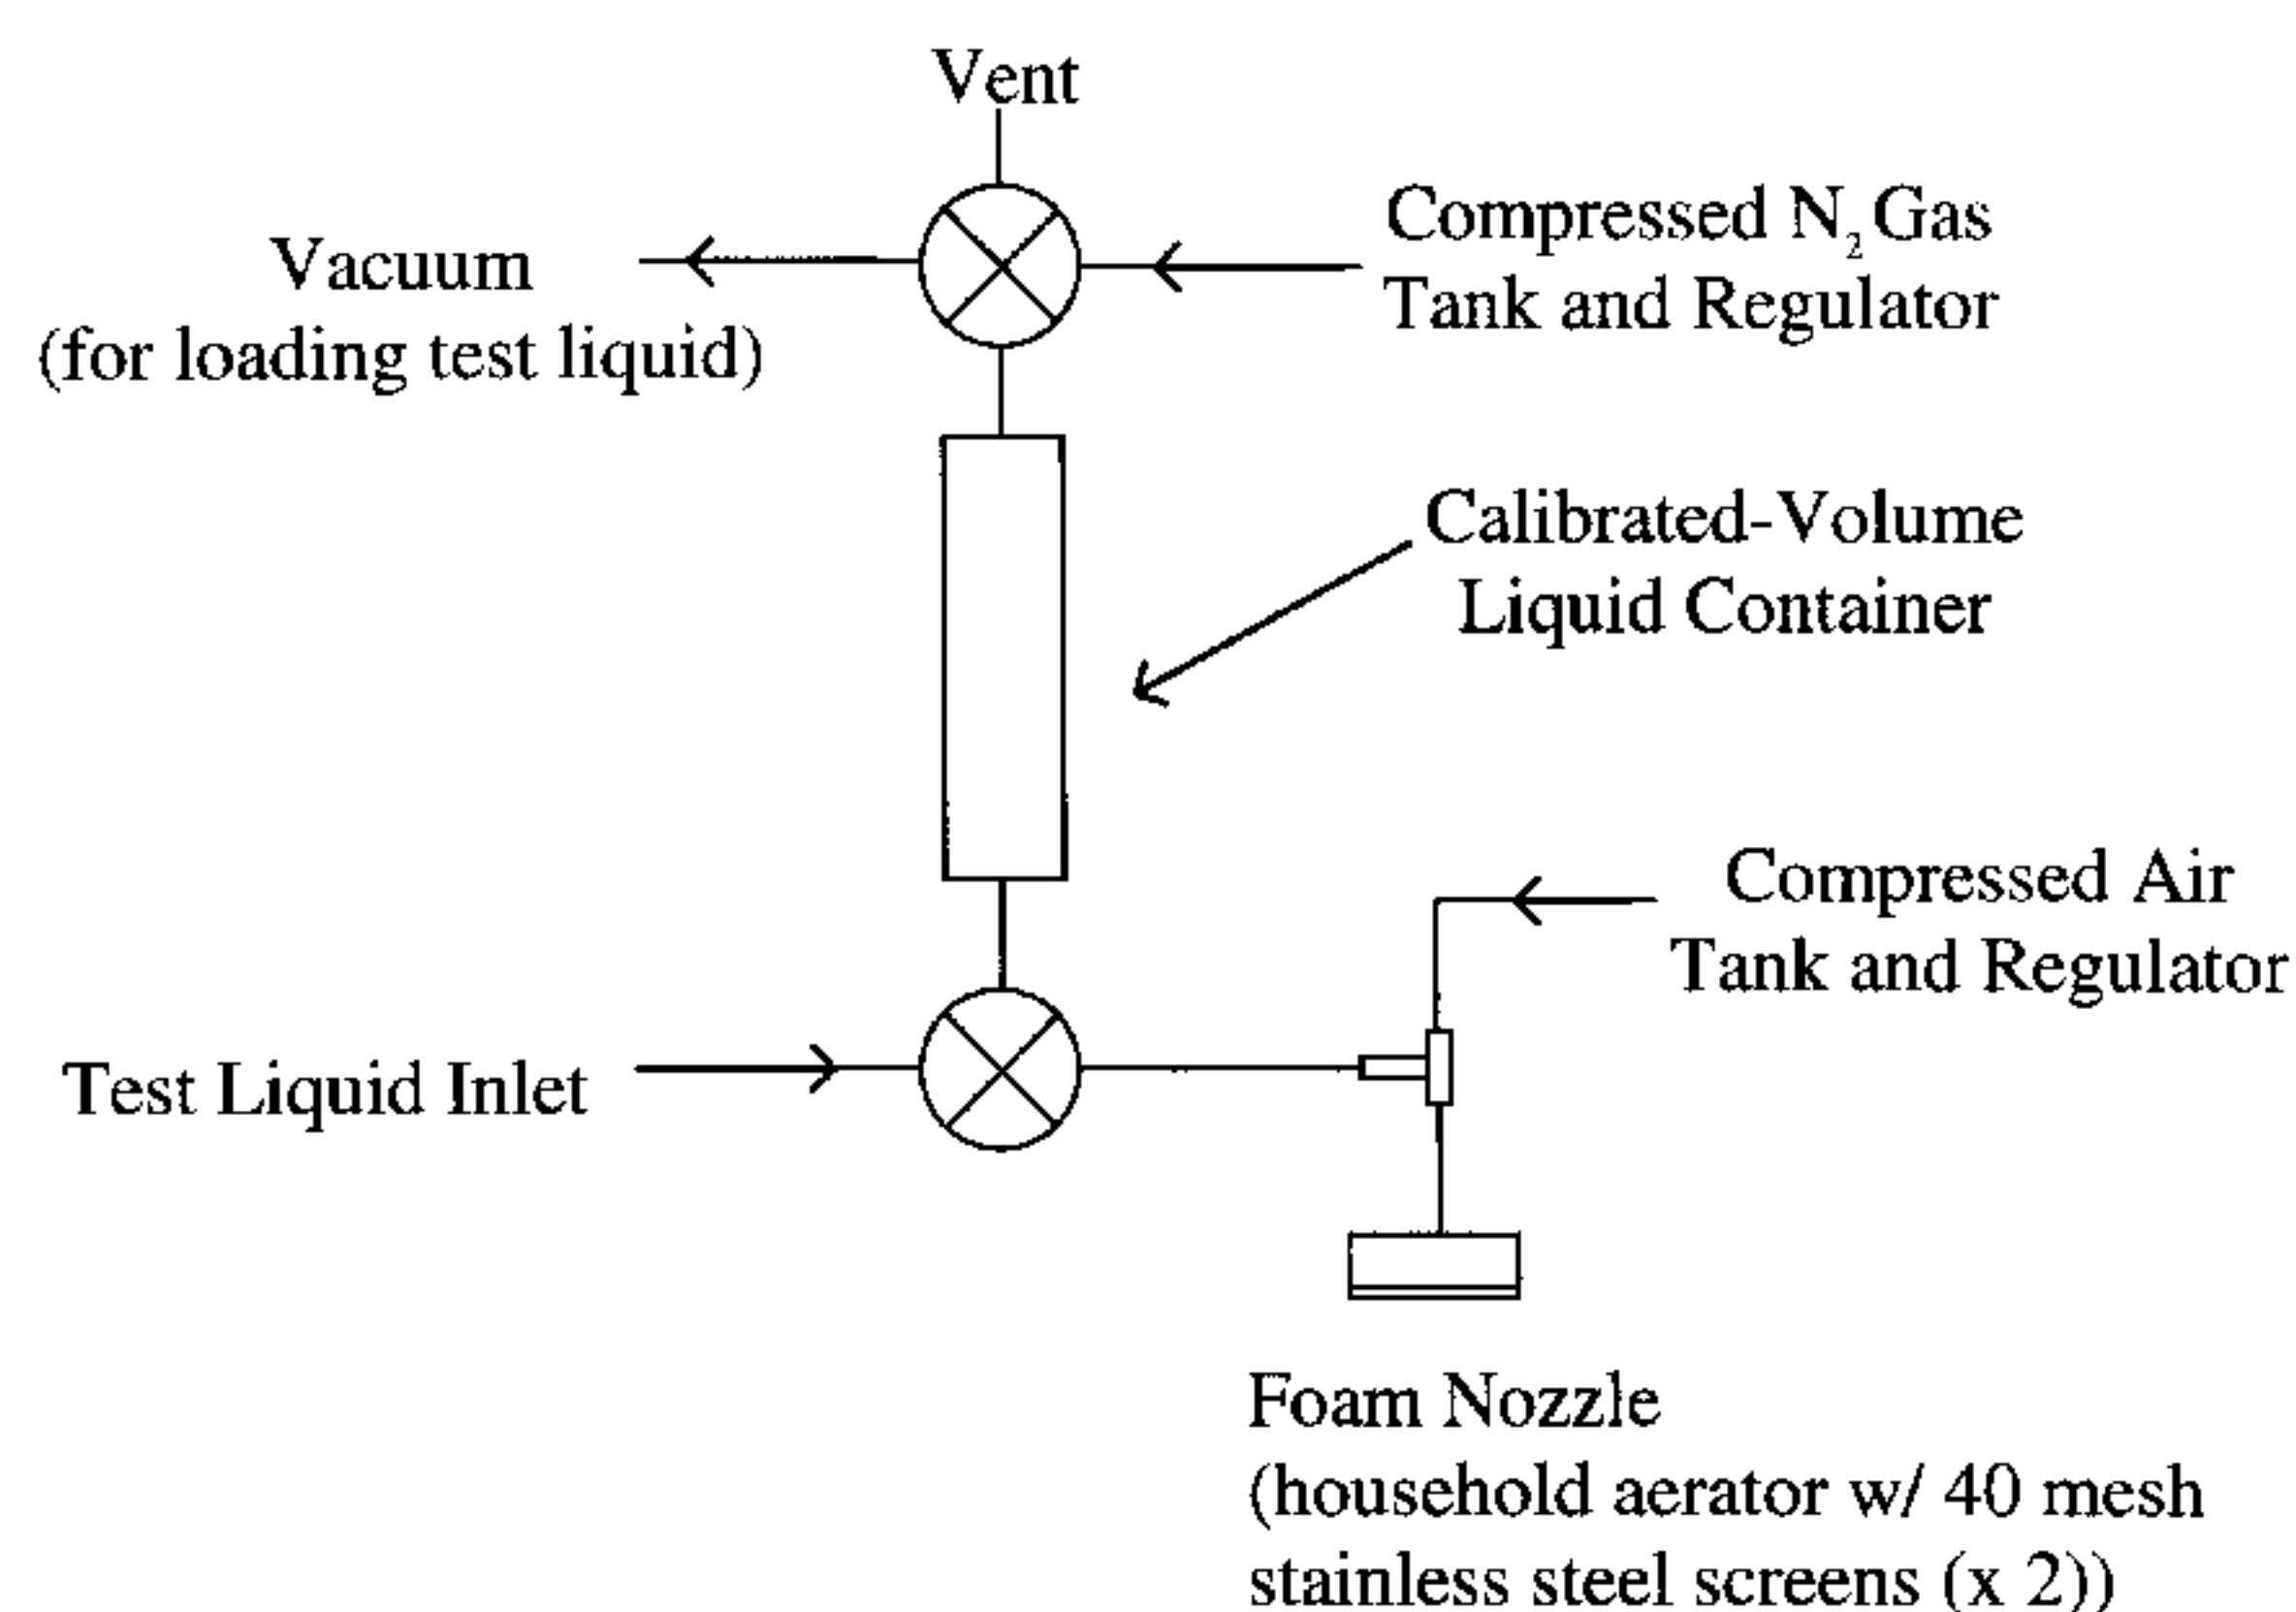 Vent
Vacuum
(for loading test liquid)
Compressed N₂ Gas
Tank and Regulator
Calibrated-Volume
Liquid Container
Compressed Air
Tank and Regulator
Test Liquid Inlet
Foam Nozzle
(household aerator w/ 40 mesh
stainless steel screens (x 2))